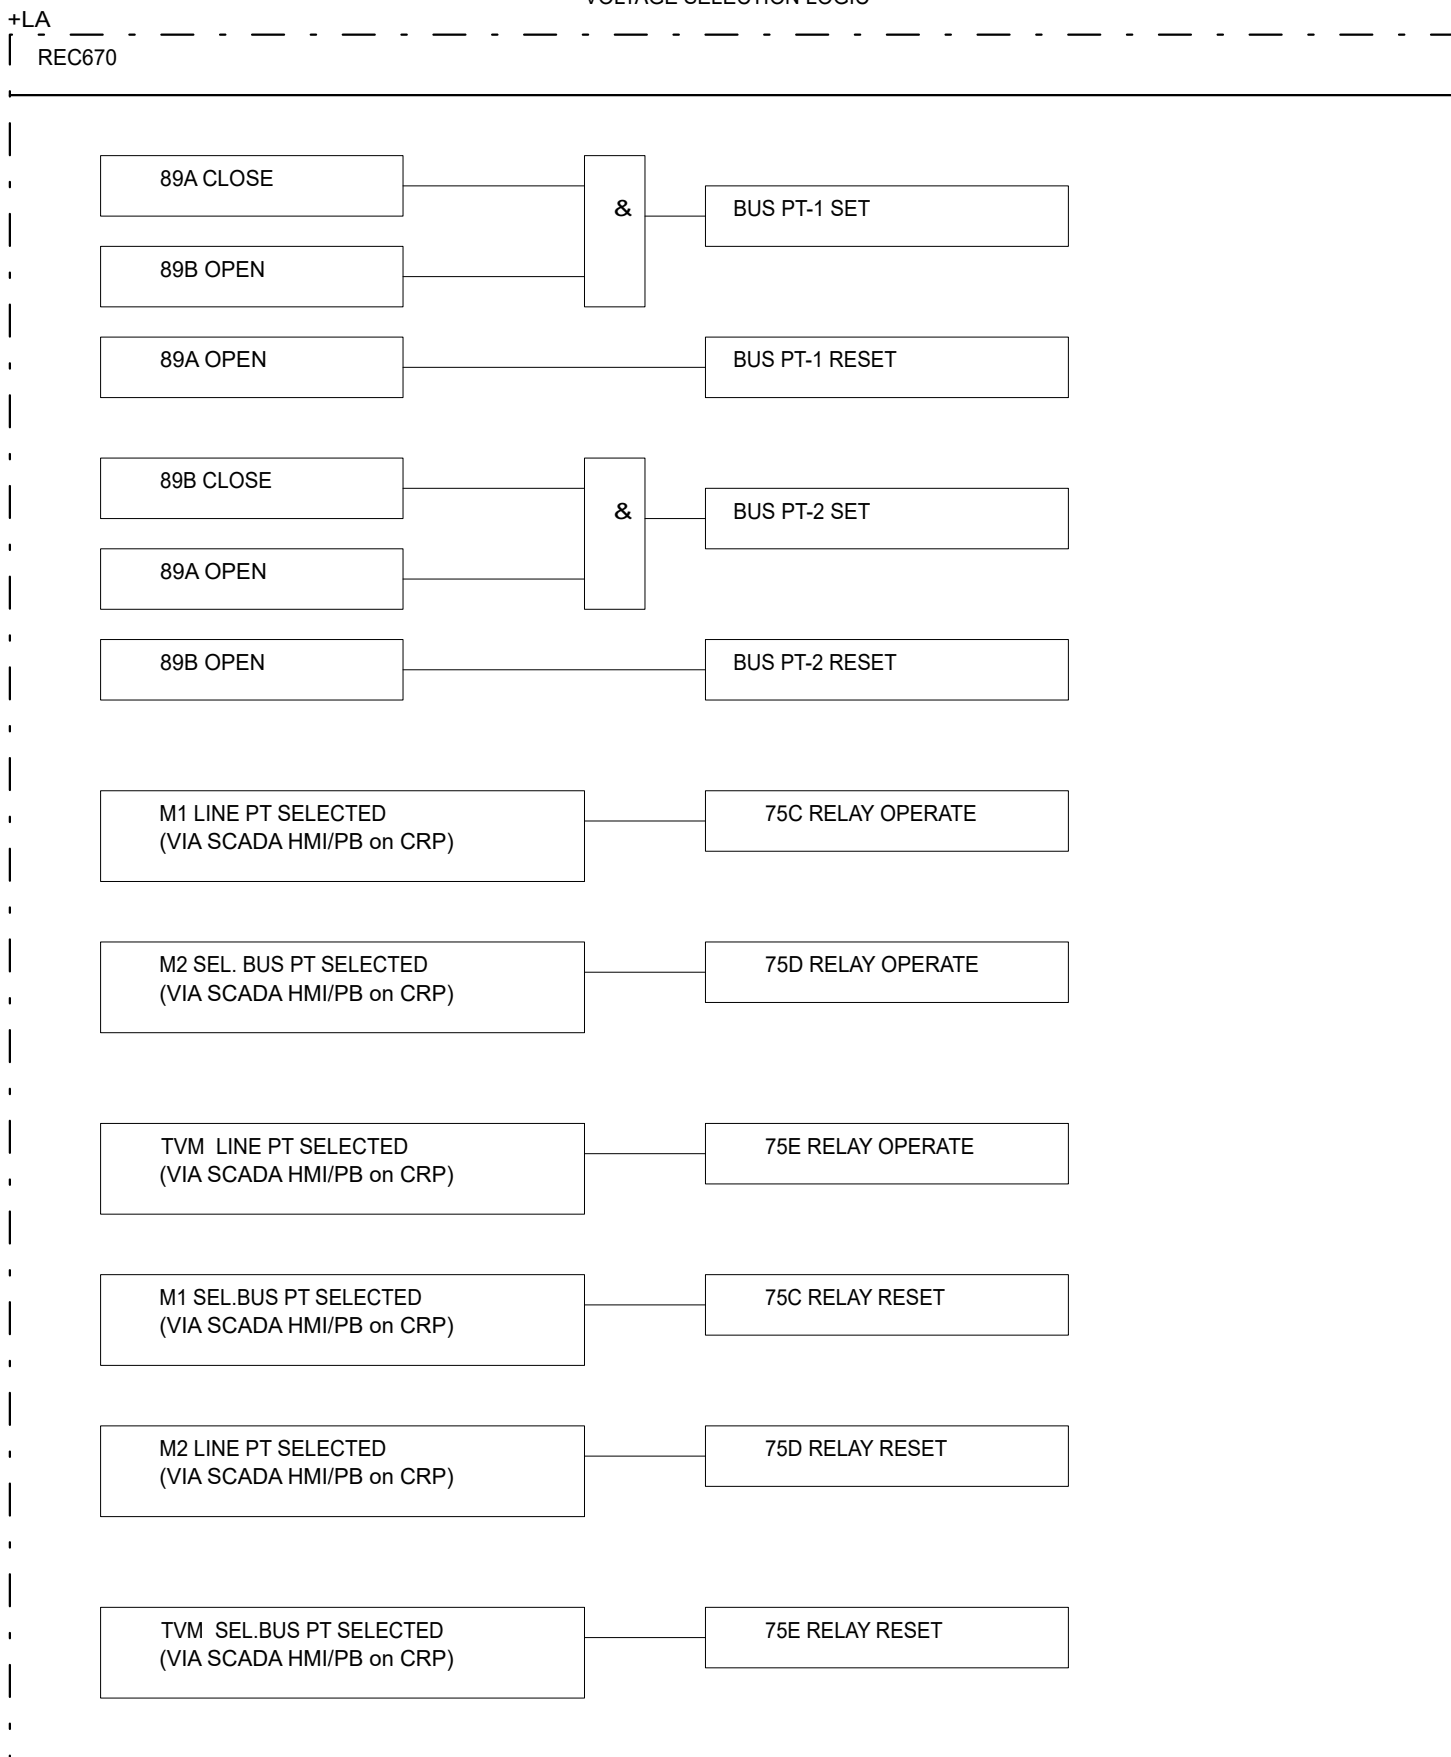 VOLTAGE SELECTION LOGIC
+LA
REC670
89A CLOSE
&
BUS PT-1 SET
89B OPEN
89A OPEN
BUS PT-1 RESET
89B CLOSE
&
BUS PT-2 SET
89A OPEN
89B OPEN
BUS PT-2 RESET
M1 LINE PT SELECTED
(VIA SCADA HMI/PB on CRP)
75C RELAY OPERATE
M2 SEL. BUS PT SELECTED
(VIA SCADA HMI/PB on CRP)
75D RELAY OPERATE
TVM LINE PT SELECTED
(VIA SCADA HMI/PB on CRP)
75E RELAY OPERATE
M1 SEL.BUS PT SELECTED
(VIA SCADA HMI/PB on CRP)
75C RELAY RESET
M2 LINE PT SELECTED
(VIA SCADA HMI/PB on CRP)
75D RELAY RESET
TVM SEL.BUS PT SELECTED
(VIA SCADA HMI/PB on CRP)
75E RELAY RESET